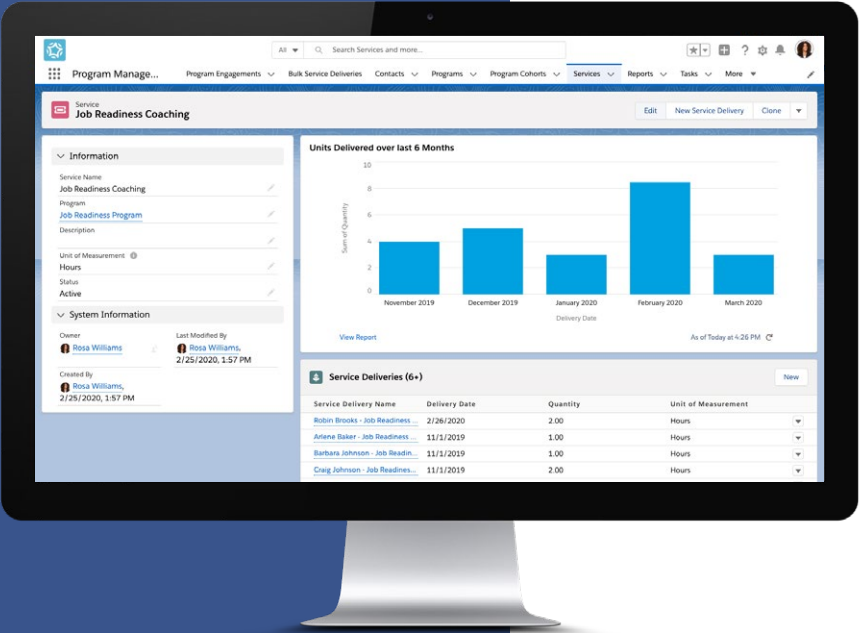 All
Search Services and more...
Program Manage...
Program Engagements
Bulk Service Deliveries
Contacts
Programs
Program Cohorts
Services
Reports
Tasks
More
Service
Job Readiness Coaching
Edit
New Service Delivery
Clone
Information
Service Name
Job Readiness Coaching
Program
Job Readiness Program
Description
Unit of Measurement
Hours
Status
Active
System Information
Owner
Rosa Williams
Last Modified By
Rosa Williams,
2/25/2020, 1:57 PM
Created By
Rosa Williams,
2/25/2020, 1:57 PM
Units Delivered over last 6 Months
Sum of Quantity
10
8
6
4
2
0
November 2019
December 2019
January 2020
February 2020
March 2020
Delivery Date
View Report
As of Today at 4:26 PM
Service Deliveries (6+)
New
Service Delivery Name Delivery Date Quantity Unit of Measurement
Robin Brooks - Job Readiness ... 2/26/2020 2.00 Hours
Arlene Baker - Job Readiness ... 11/1/2019 1.00 Hours
Barbara Johnson - Job Readin... 11/1/2019 1.00 Hours
Craig Johnson - Job Readines... 11/1/2019 2.00 Hours